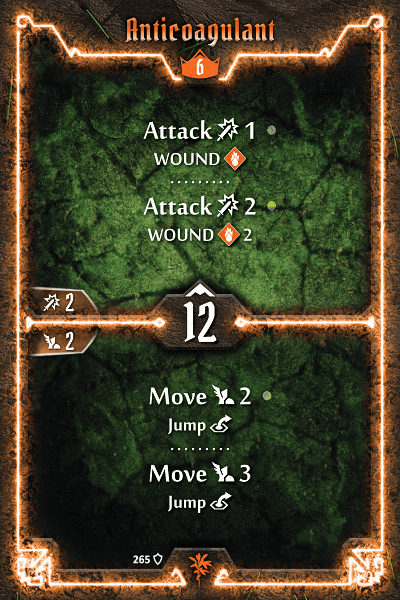 Anticoagulant
6
Attack 1
WOUND
Attack 2
WOUND 2
2
12
2
Move 2
Jump
Move 3
Jump
265